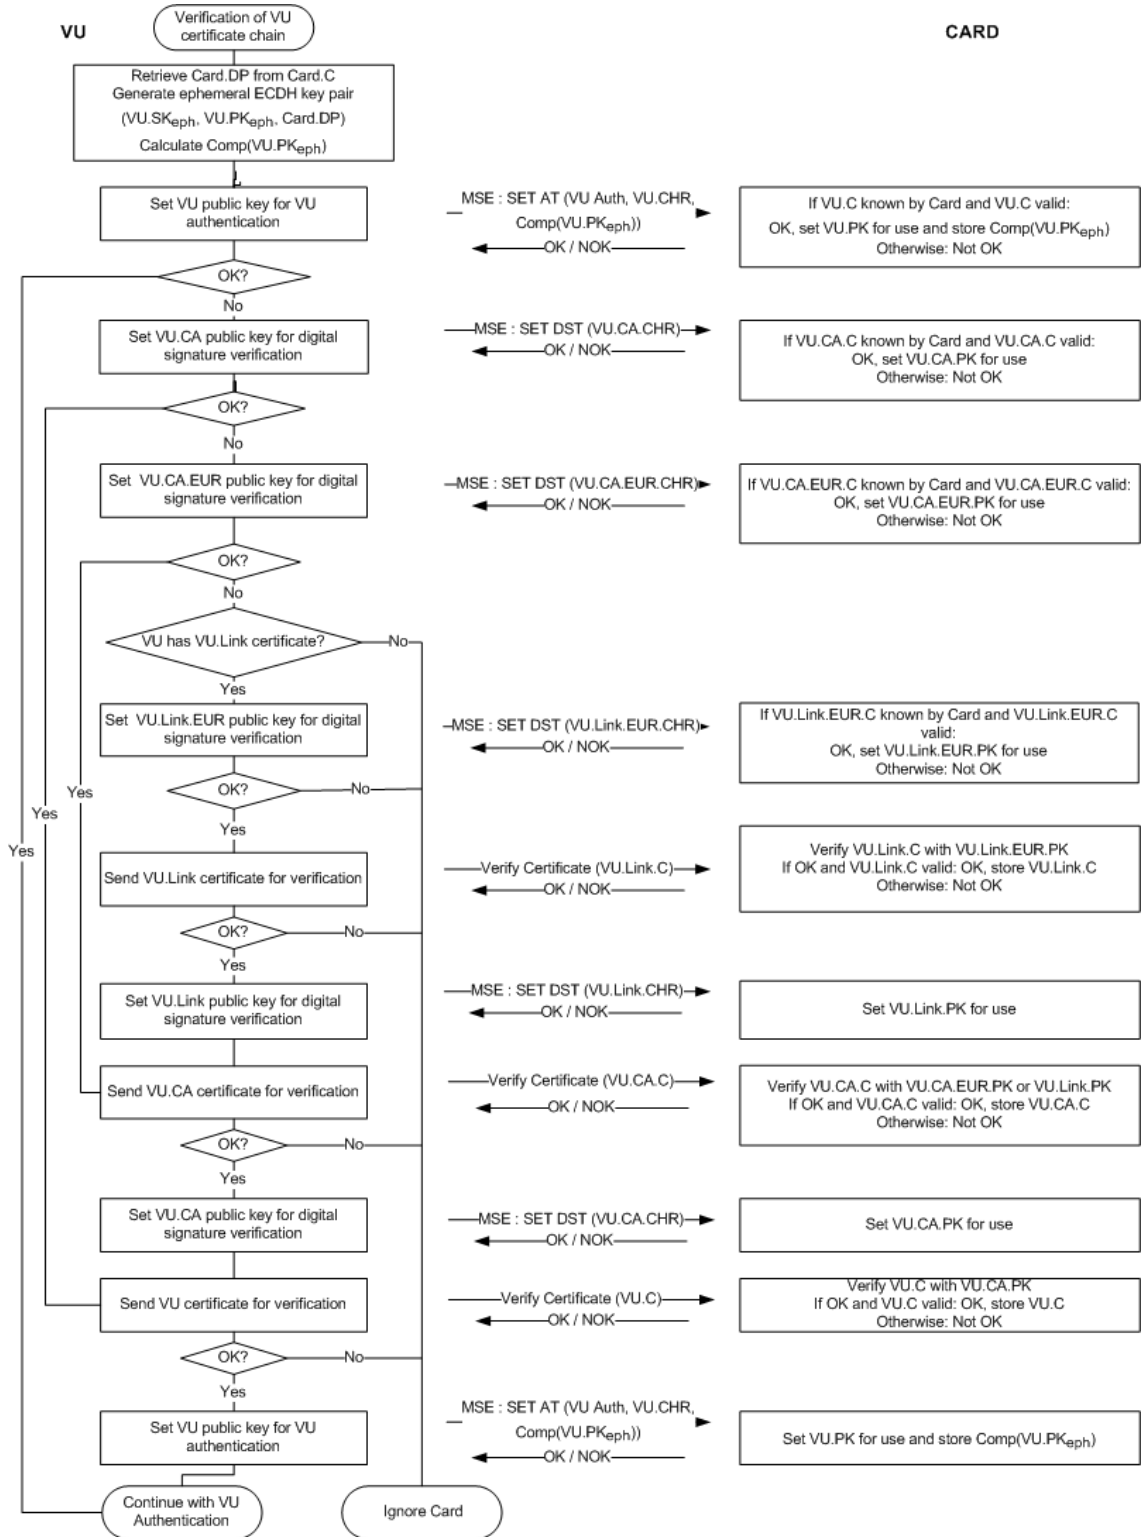 VU
CARD
Verification of VU
certificate chain
Retrieve Card.DP from Card.C
Generate ephemeral ECDH key pair
(VU.SKeph, VU.PKeph, Card.DP)
Calculate Comp(VU.PKeph)
Set VU public key for VU
authentication
MSE : SET AT (VU Auth, VU.CHR,
Comp(VU.PKeph))
OK / NOK
If VU.C known by Card and VU.C valid:
OK, set VU.PK for use and store Comp(VU.PKeph)
Otherwise: Not OK
OK?
No
Set VU.CA public key for digital
signature verification
MSE : SET DST (VU.CA.CHR)
OK / NOK
If VU.CA.C known by Card and VU.CA.C valid:
OK, set VU.CA.PK for use
Otherwise: Not OK
OK?
No
Set VU.CA.EUR public key for digital
signature verification
MSE : SET DST (VU.CA.EUR.CHR)
OK / NOK
If VU.CA.EUR.C known by Card and VU.CA.EUR.C valid:
OK, set VU.CA.EUR.PK for use
Otherwise: Not OK
OK?
No
VU has VU.Link certificate?
No
Yes
Set VU.Link.EUR public key for digital
signature verification
MSE : SET DST (VU.Link.EUR.CHR)
OK / NOK
If VU.Link.EUR.C known by Card and VU.Link.EUR.C
valid:
OK, set VU.Link.EUR.PK for use
Otherwise: Not OK
OK?
No
Yes
Yes
Yes
Yes
Send VU.Link certificate for verification
Verify Certificate (VU.Link.C)
OK / NOK
Verify VU.Link.C with VU.Link.EUR.PK
If OK and VU.Link.C valid: OK, store VU.Link.C
Otherwise: Not OK
OK?
No
Yes
Set VU.Link public key for digital
signature verification
MSE : SET DST (VU.Link.CHR)
OK / NOK
Set VU.Link.PK for use
Send VU.CA certificate for verification
Verify Certificate (VU.CA.C)
OK / NOK
Verify VU.CA.C with VU.CA.EUR.PK or VU.Link.PK
If OK and VU.CA.C valid: OK, store VU.CA.C
Otherwise: Not OK
OK?
No
Yes
Set VU.CA public key for digital
signature verification
MSE : SET DST (VU.CA.CHR)
OK / NOK
Set VU.CA.PK for use
Send VU certificate for verification
Verify Certificate (VU.C)
OK / NOK
Verify VU.C with VU.CA.PK
If OK and VU.C valid: OK, store VU.C
Otherwise: Not OK
OK?
No
Yes
Set VU public key for VU
authentication
MSE : SET AT (VU Auth, VU.CHR,
Comp(VU.PKeph))
OK / NOK
Set VU.PK for use and store Comp(VU.PKeph)
Continue with VU
Authentication
Ignore Card